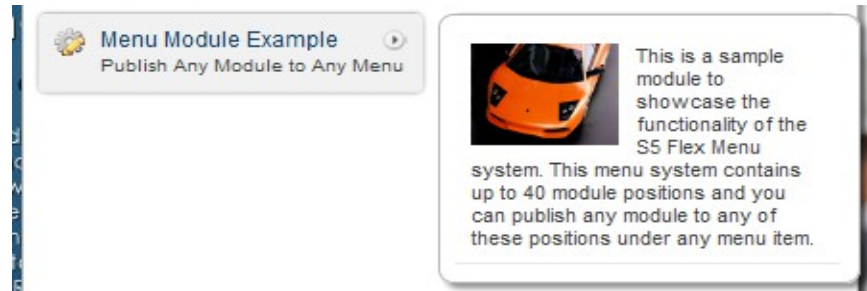 Menu Module Example
Publish Any Module to Any Menu
This is a sample
module to
showcase the
functionality of the
S5 Flex Menu
system. This menu system contains
up to 40 module positions and you
can publish any module to any of
these positions under any menu item.